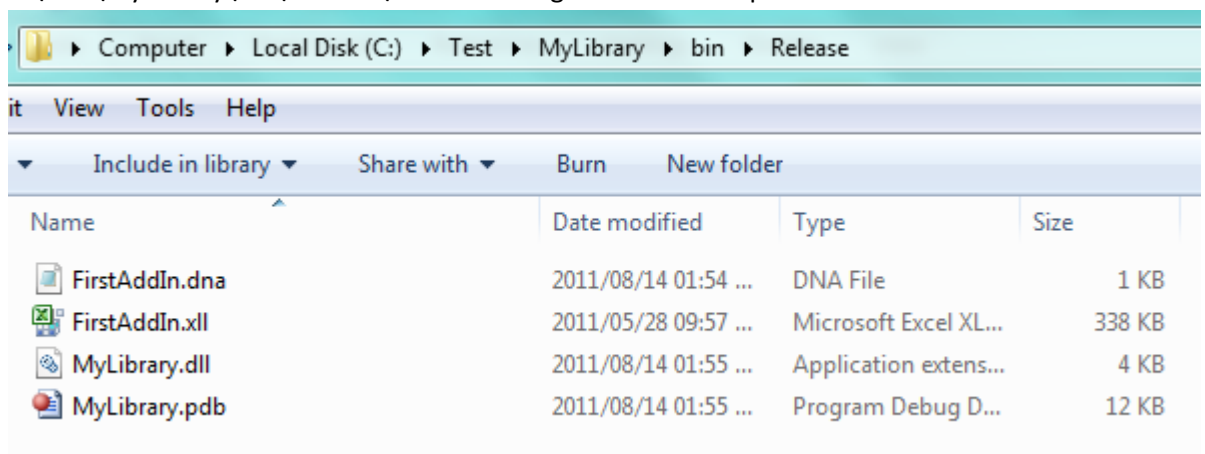 Computer Local Disk (C:) Test MyLibrary bin Release
it View Tools Help
Include in library Share with Burn New folder
Name Date modified Type Size
FirstAddIn.dna 2011/08/14 01:54 ... DNA File 1 KB
FirstAddIn.xll 2011/05/28 09:57 ... Microsoft Excel XL... 338 KB
MyLibrary.dll 2011/08/14 01:55 ... Application extens... 4 KB
MyLibrary.pdb 2011/08/14 01:55 ... Program Debug D... 12 KB